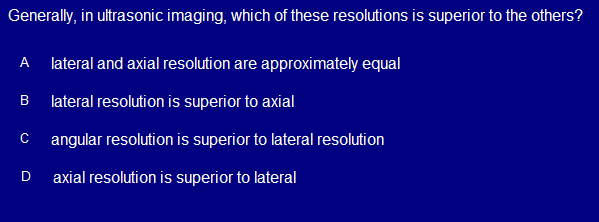 Generally, in ultrasonic imaging, which of these resolutions is superior to the others?
A lateral and axial resolution are approximately equal
B lateral resolution is superior to axial
C angular resolution is superior to lateral resolution
D axial resolution is superior to lateral